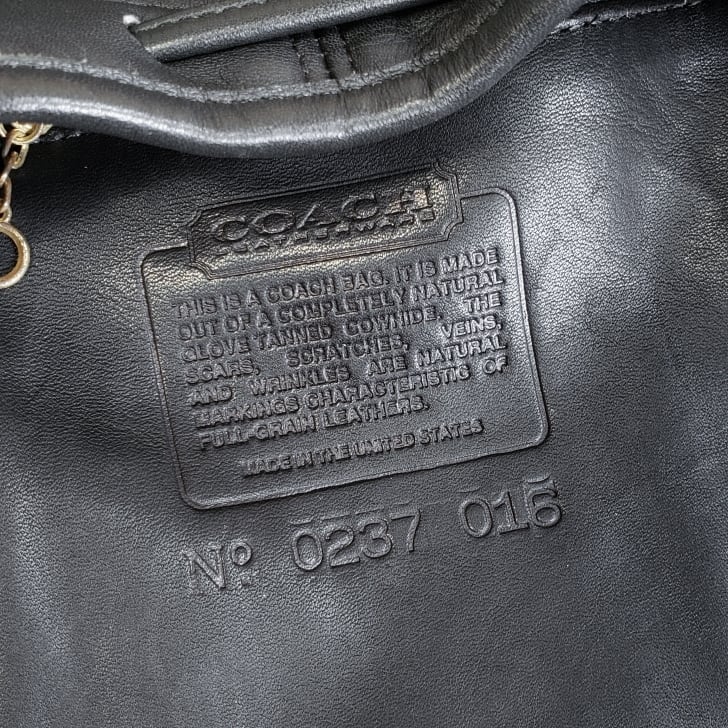 COACH
LEATHERWARE
THIS IS A COACH BAG. IT IS MADE
OUT OF A COMPLETELY NATURAL
GLOVE TANNED COWHIDE, THE
SCARS, SCRATCHES, VEINS,
AND WRINKLES ARE NATURAL
MARKINGS CHARACTERISTIC OF
FULL-GRAIN LEATHERS.
MADE IN THE UNITED STATES
Nº 0237 016